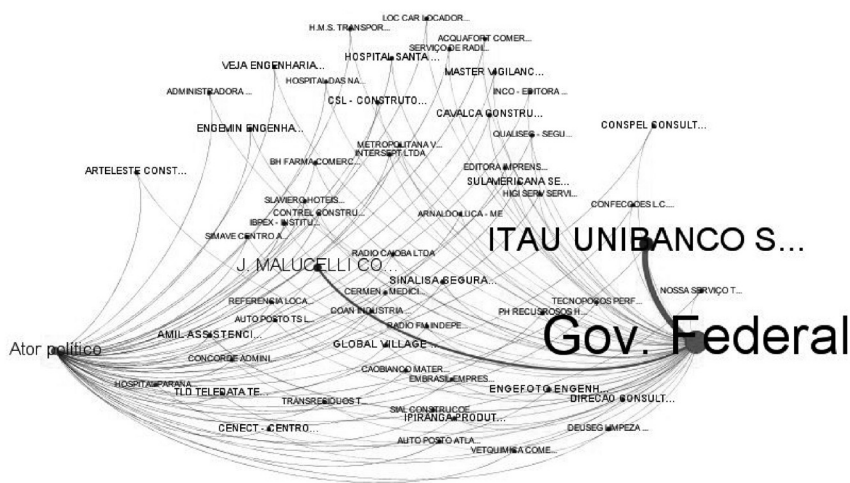 LOC CAR LOCADOR...
H.M.S. TRANSPOR...
ACQUAFORT COMER...
SERVIÇO DE RADI...
HOSPITAL SANTA ...
VEJA ENGENHARIA...
MASTER VIGILANC...
HOSPITAL DAS NA...
ADMINISTRADORA ...
INCO - EDITORA ...
CSL - CONSTRUTO...
CAVALCA CONSTRU...
CONSPEL CONSULT...
ENGEMIN ENGENHA...
QUALISEG - SEGU...
METROPOLITANA V...
INTERSEPT LTDA
BH FARMA COMERC...
EDITORA IMPRENS...
ARTELESTE CONST...
SULAMERICANA SE...
HIGI SERV SERVI...
SLAVIERO HOTEIS...
CONFECCOES L.C....
CONTREL CONSTRU...
ARNALDO LUCA - ME
IBPEX - INSTITU...
SIMAVE CENTRO A...
ITAU UNIBANCO S...
RADIO CAIOBA LTDA
J. MALUCELLI CO...
SINALISA SEGURA...
CERMEN - MEDICI...
NOSSA SERVIÇO T...
REFERENCIA LOCA...
TECNOPOSTOS PERF...
COAN INDUSTRIA ...
PH RECUSROSOS H...
AUTO POSTO TS L...
RADIO FM INDEPE...
AMIL ASSISTENCI...
Gov. Federal
GLOBAL VILLAGE ...
Ator político
CONCORDE ADMINI...
CAOBIANCO MATER...
EMBRASIL EMPRES...
HOSPITAL PARANA...
TLD TELEDATA TE...
ENGEFOTO ENGENH...
DIRECAO CONSULT...
TRANSRESIDUOS T...
SIAL CONSTRUCOE...
IPIRANGA PRODUT...
CENECT - CENTRO...
DEUSEG LIMPEZA ...
AUTO POSTO ATLA...
VETQUIMICA COME...